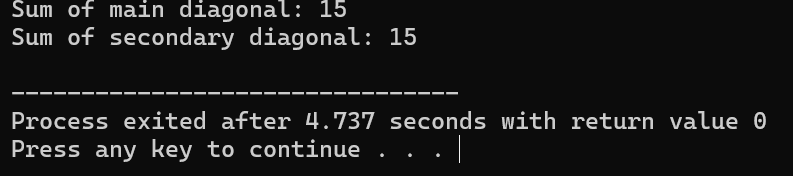 Sum of main diagonal: 15
Sum of secondary diagonal: 15
--------------------------------
Process exited after 4.737 seconds with return value 0
Press any key to continue . . .